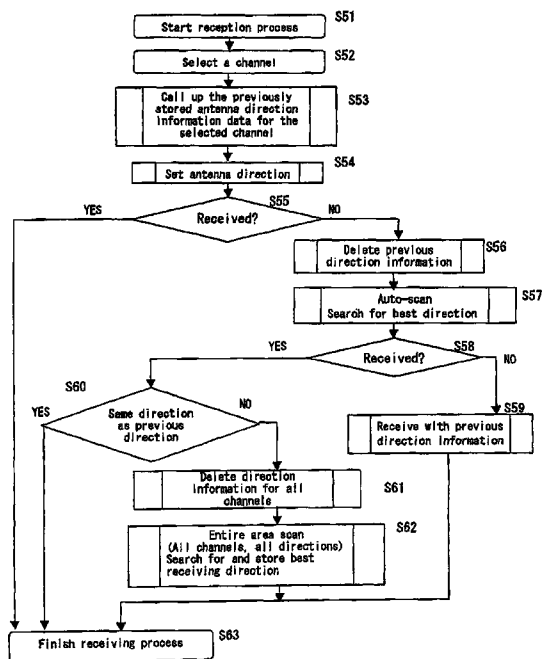 Start reception process
S51
Select a channel
S52
Call up the previously
stored antenna direction
information data for the
selected channel
S53
Set antenna direction
S54
Received?
S55
YES
NO
Delete previous
direction information
S56
Auto-scan
Search for best direction
S57
Received?
S58
YES
NO
Receive with previous
direction information
S59
Same direction
as previous
direction
S60
YES
NO
Delete direction
information for all
channels
S61
Entire area scan
(All channels, all directions)
Search for and store best
receiving direction
S62
Finish receiving process
S63